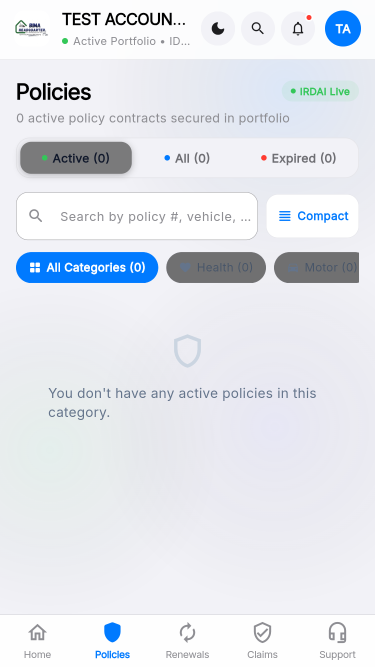 BIMA
HEADQUARTER
TEST ACCOUN...
Active Portfolio • ID...
TA
Policies
IRDAI Live
0 active policy contracts secured in portfolio
Active (0)
All (0)
Expired (0)
Search by policy #, vehicle, ...
Compact
All Categories (0)
Health (0)
Motor (0)
You don't have any active policies in this
category.
Home
Policies
Renewals
Claims
Support